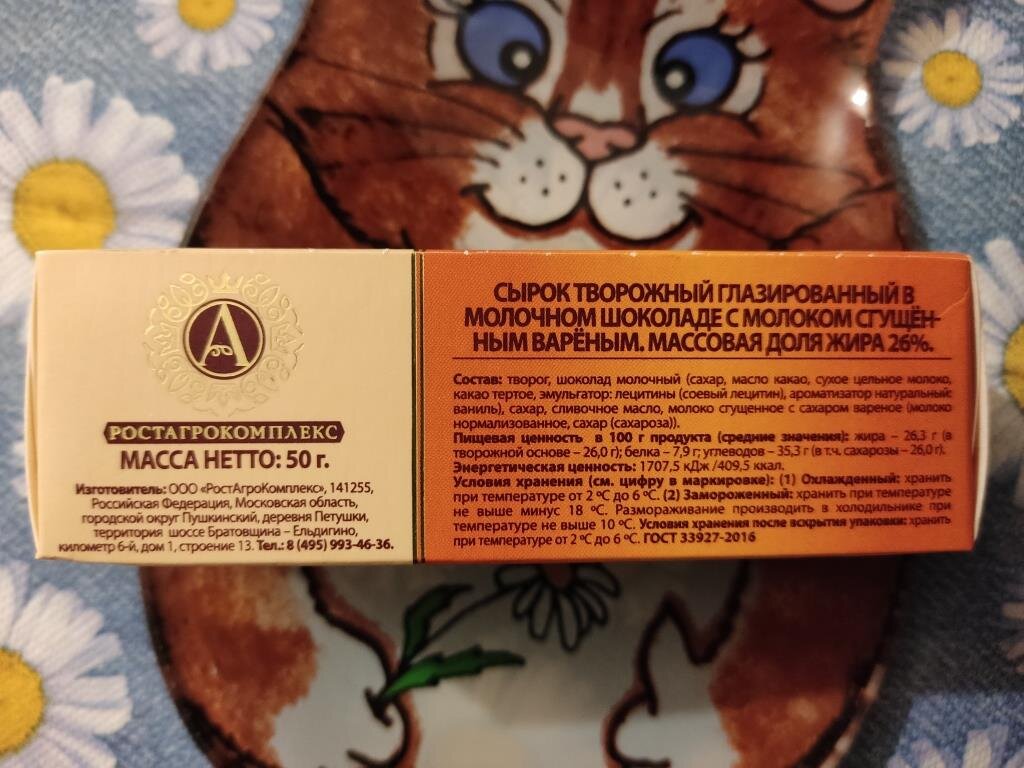 А
РОСТАГРОКОМПЛЕКС
МАССА НЕТТО: 50 г.
Изготовитель: ООО «РостАгроКомплекс», 141255,
Российская Федерация, Московская область,
городской округ Пушкинский, деревня Петушки,
территория шоссе Братовщина – Ельдигино,
километр 6-й, дом 1, строение 13. Тел.: 8 (495) 993-46-36.
СЫРОК ТВОРОЖНЫЙ ГЛАЗИРОВАННЫЙ В
МОЛОЧНОМ ШОКОЛАДЕ С МОЛОКОМ СГУЩЁН-
НЫМ ВАРЁНЫМ. МАССОВАЯ ДОЛЯ ЖИРА 26%.
Состав: творог, шоколад молочный (сахар, масло какао, сухое цельное молоко,
какао тертое, эмульгатор: лецитины (соевый лецитин), ароматизатор натуральный:
ваниль), сахар, сливочное масло, молоко сгущенное с сахаром вареное (молоко
нормализованное, сахар (сахароза)).
Пищевая ценность в 100 г продукта (средние значения): жира – 26,3 г (в
творожной основе – 26,0 г); белка – 7,9 г; углеводов – 35,3 г (в т.ч. сахарозы – 26,0 г).
Энергетическая ценность: 1707,5 кДж /409,5 ккал.
Условия хранения (см. цифру в маркировке): (1) Охлажденный: хранить
при температуре от 2 ºС до 6 ºС. (2) Замороженный: хранить при температуре
не выше минус 18 ºС. Размораживание производить в холодильнике при
температуре не выше 10 ºС. Условия хранения после вскрытия упаковки: хранить
при температуре от 2 ºС до 6 ºС. ГОСТ 33927-2016